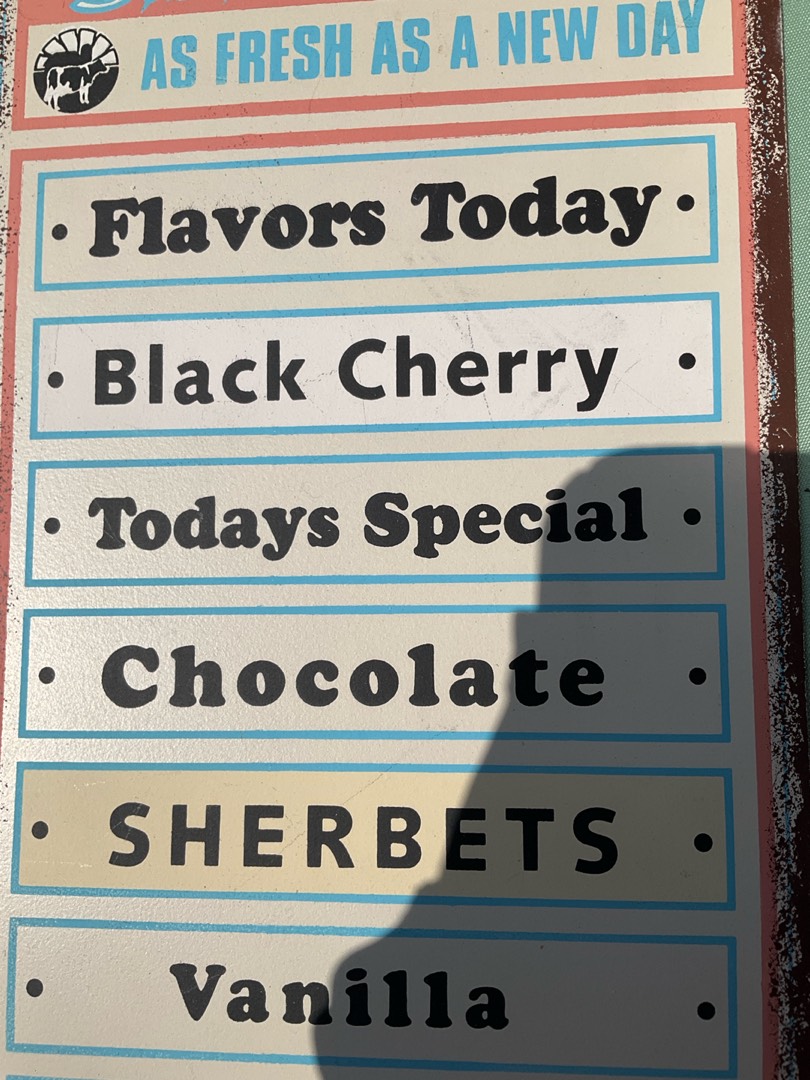 AS FRESH AS A NEW DAY
• Flavors Today •
• Black Cherry •
• Todays Special •
• Chocolate •
• SHERBETS •
• Vanilla •